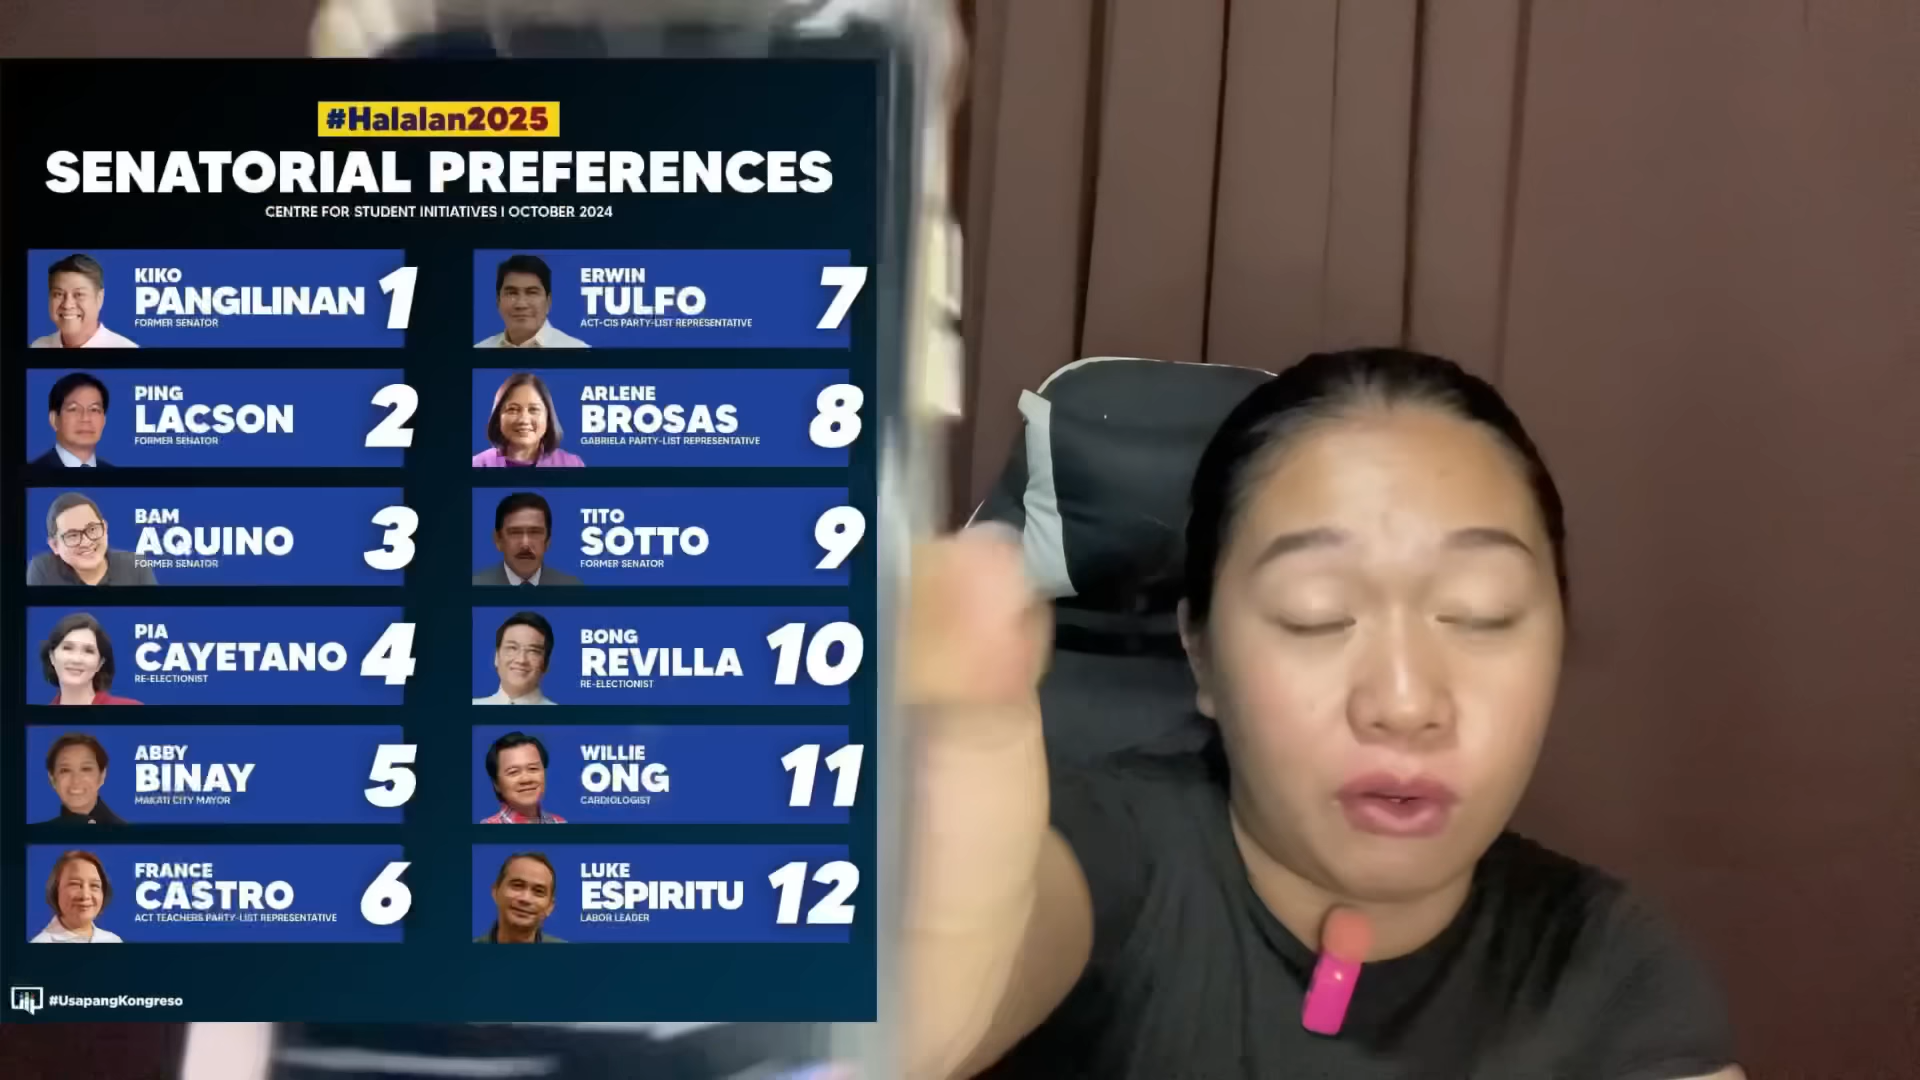 #Halalan2025
SENATORIAL PREFERENCES
CENTRE FOR STUDENT INITIATIVES | OCTOBER 2024
KIKO
PANGILINAN
FORMER SENATOR
1
PING
LACSON
FORMER SENATOR
2
BAM
AQUINO
FORMER SENATOR
3
PIA
CAYETANO
RE-ELECTIONIST
4
ABBY
BINAY
MAKATI CITY MAYOR
5
FRANCE
CASTRO
ACT TEACHERS PARTY-LIST REPRESENTATIVE
6
ERWIN
TULFO
ACT-CIS PARTY-LIST REPRESENTATIVE
7
ARLENE
BROSAS
GABRIELA PARTY-LIST REPRESENTATIVE
8
TITO
SOTTO
FORMER SENATOR
9
BONG
REVILLA
RE-ELECTIONIST
10
WILLIE
ONG
CARDIOLOGIST
11
LUKE
ESPIRITU
LABOR LEADER
12
#UsapangKongreso